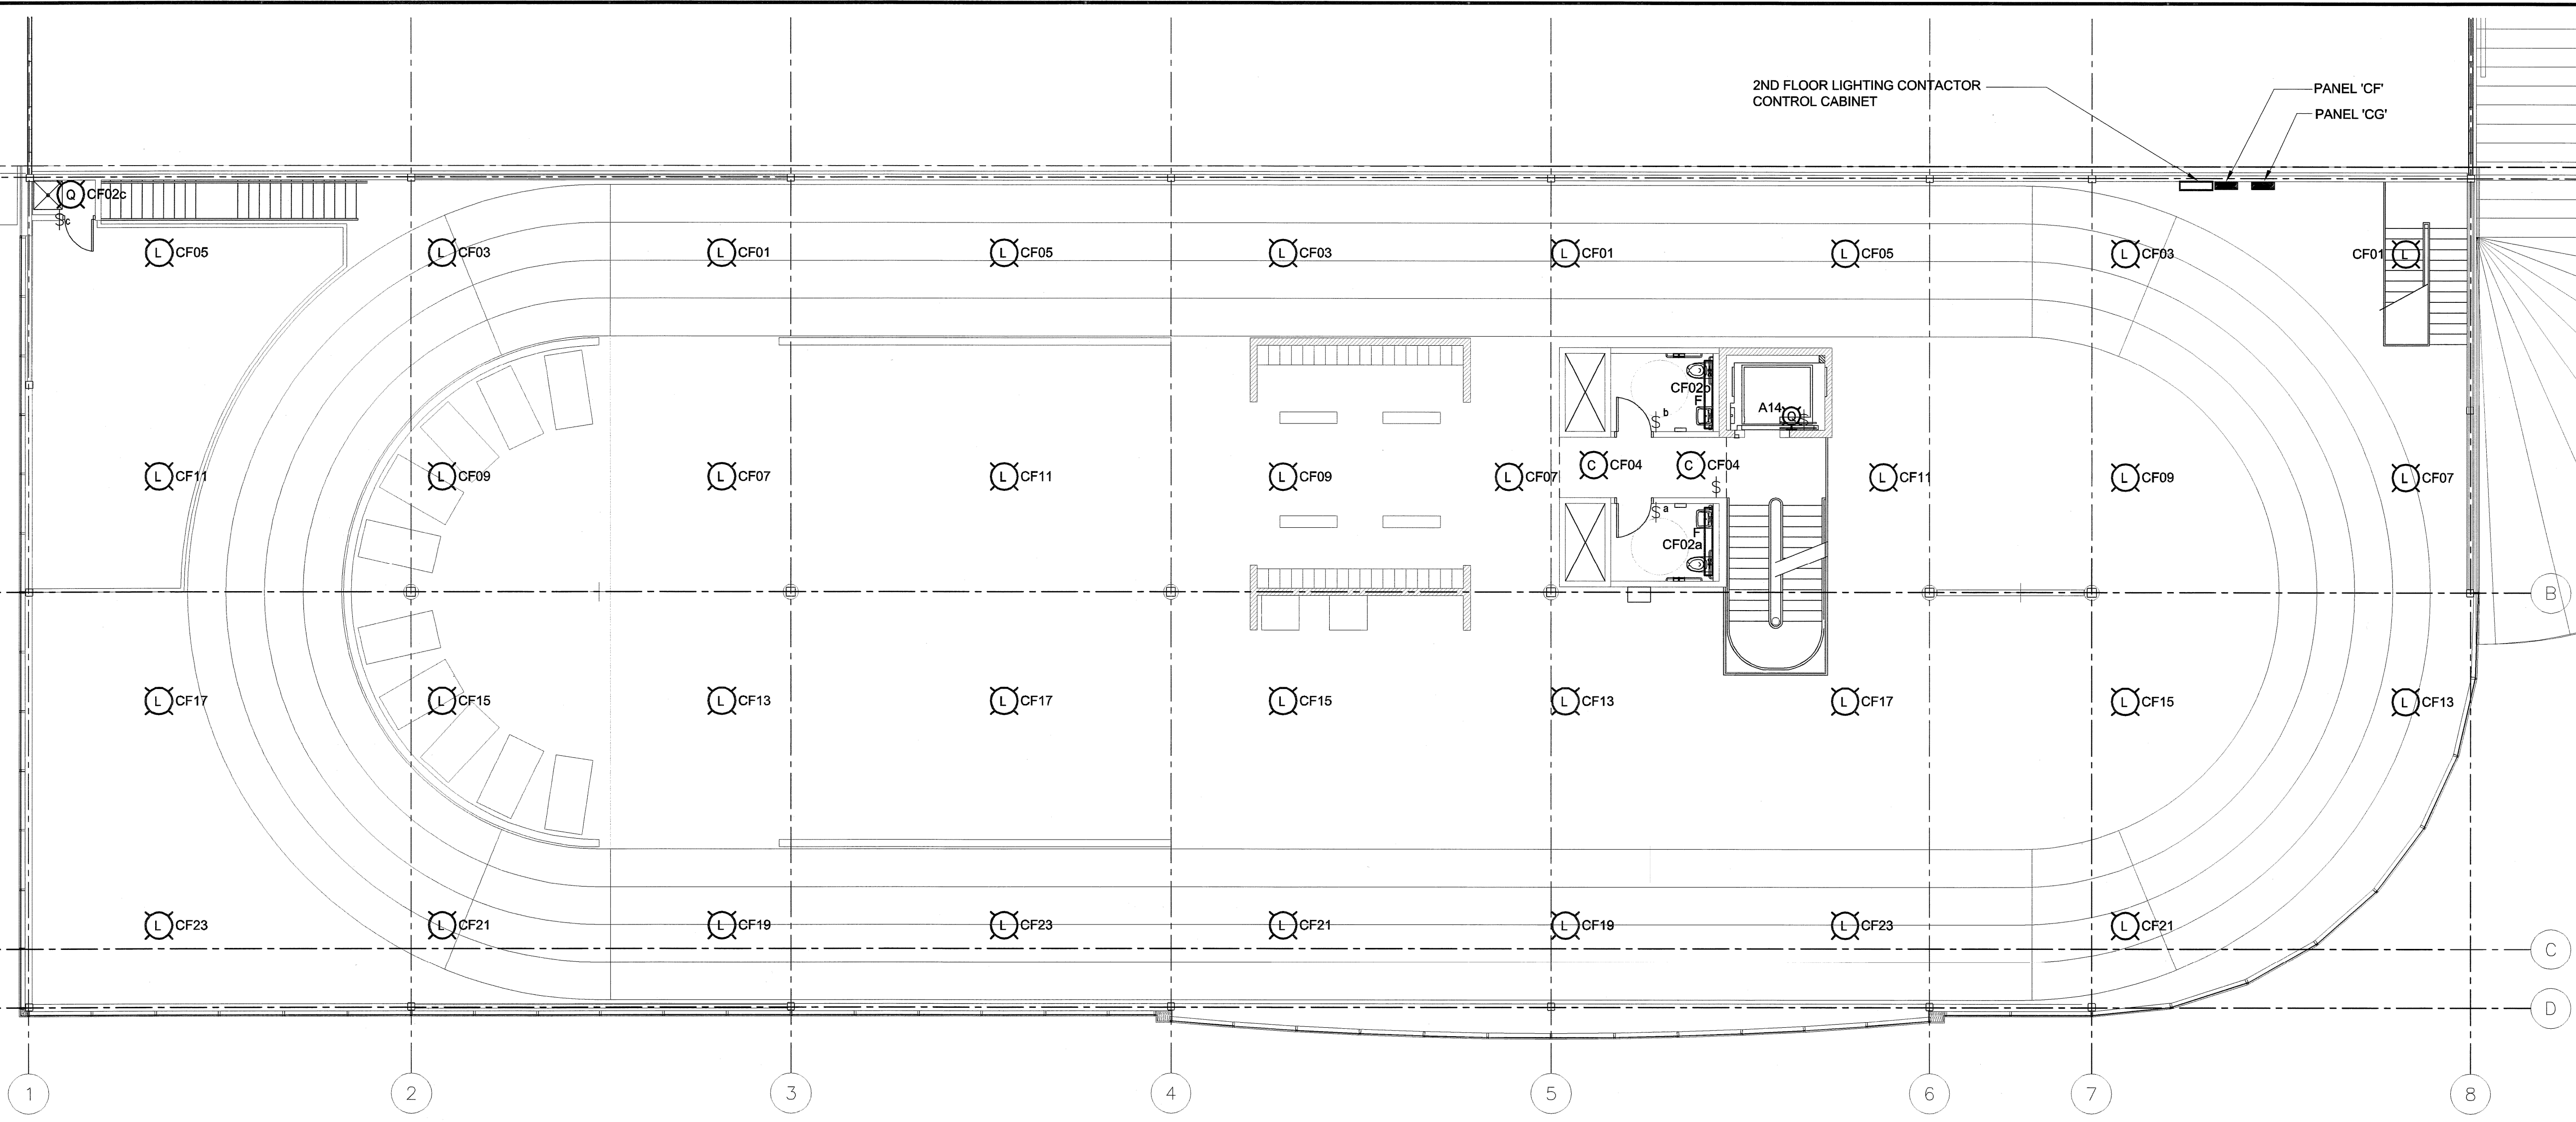 2ND FLOOR LIGHTING CONTACTOR
CONTROL CABINET
PANEL 'CF'
PANEL 'CG'
Q CF02c
$c
L CF05
L CF03
L CF01
L CF05
L CF03
L CF01
L CF05
L CF03
CF01 L
CF02b
F
$b
A14 Q
$
L CF11
L CF09
L CF07
L CF11
L CF09
L CF07
C CF04
C CF04
L CF11
L CF09
L CF07
$
$a
F
CF02a
B
L CF17
L CF15
L CF13
L CF17
L CF15
L CF13
L CF17
L CF15
L CF13
L CF23
L CF21
L CF19
L CF23
L CF21
L CF19
L CF23
L CF21
C
D
1
2
3
4
5
6
7
8